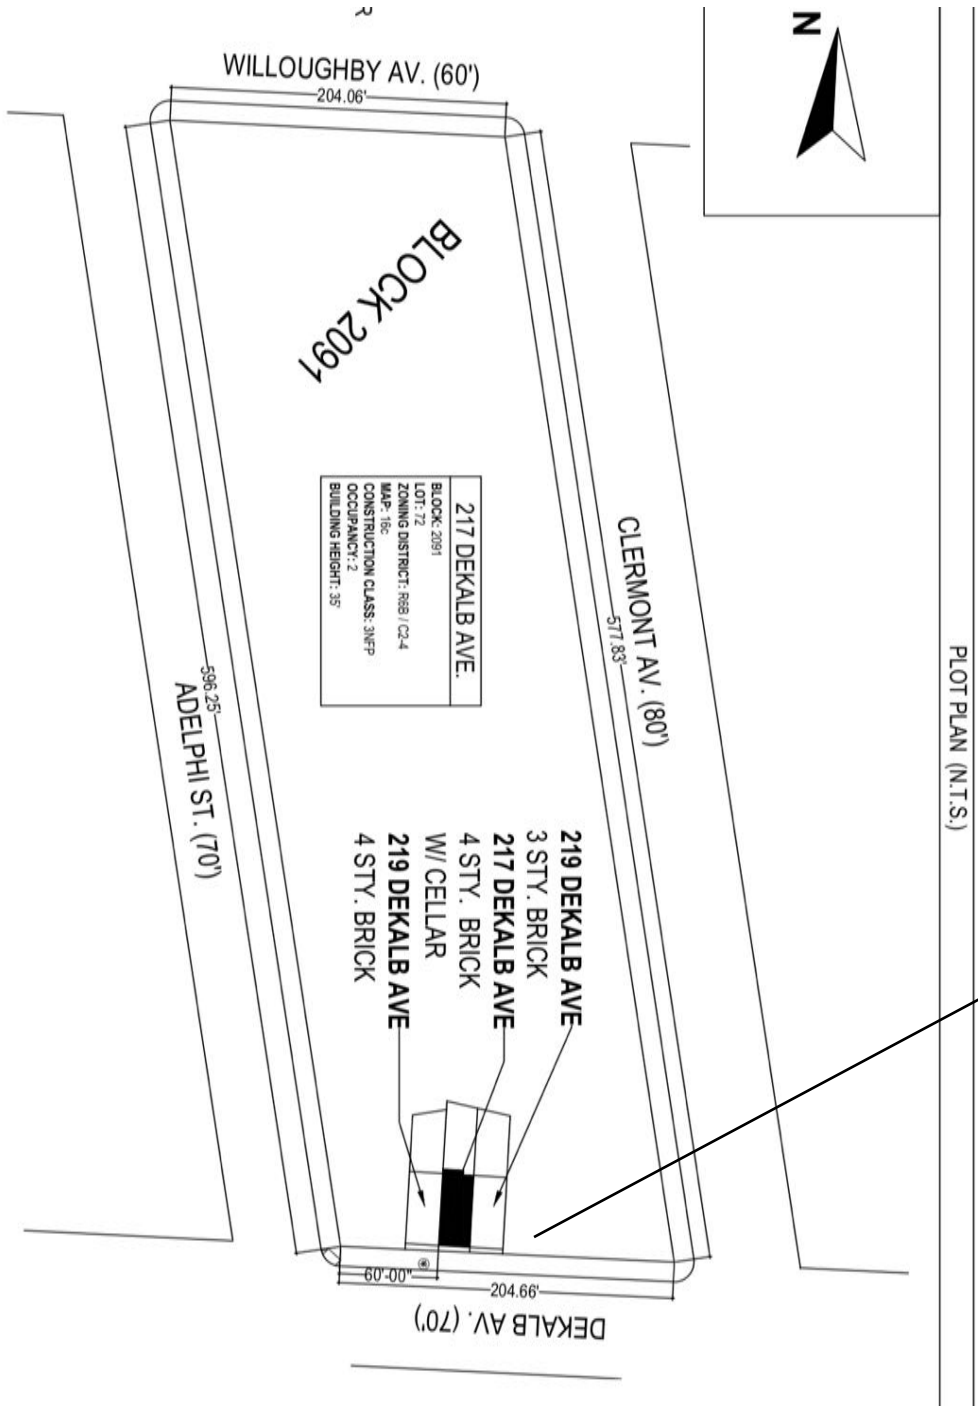 WILLOUGHBY AV. (60')
204.06'
N
BLOCK 2091
217 DEKALB AVE.
BLOCK: 2091
LOT: 72
ZONING DISTRICT: R6B / C2-4
MAP: 16c
CONSTRUCTION CLASS: 3NFP
OCCUPANCY: 2
BUILDING HEIGHT: 35'
CLERMONT AV. (80')
577.83'
596.25'
ADELPHI ST. (70')
PLOT PLAN (N.T.S.)
219 DEKALB AVE
3 STY. BRICK
217 DEKALB AVE
4 STY. BRICK
W/ CELLAR
219 DEKALB AVE
4 STY. BRICK
60'-00"
204.66'
DEKALB AV. (70')